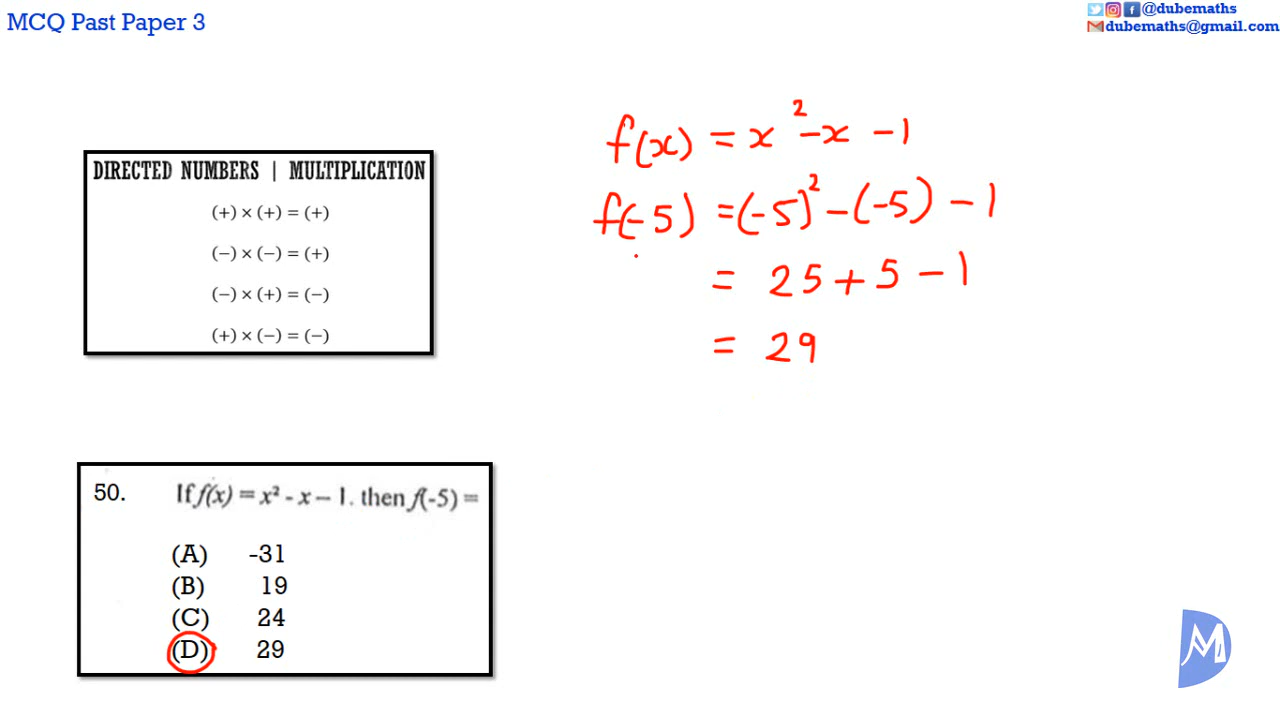 MCQ Past Paper 3
@dubemaths
dubemaths@gmail.com
DIRECTED NUMBERS | MULTIPLICATION
(+) × (+) = (+)
(−) × (−) = (+)
(−) × (+) = (−)
(+) × (−) = (−)
f(x) = x² - x - 1
f(-5) = (-5)² - (-5) - 1
= 25 + 5 - 1
= 29
50. If f(x) = x² - x – 1. then f(-5) =
(A) -31
(B) 19
(C) 24
(D) 29
DM